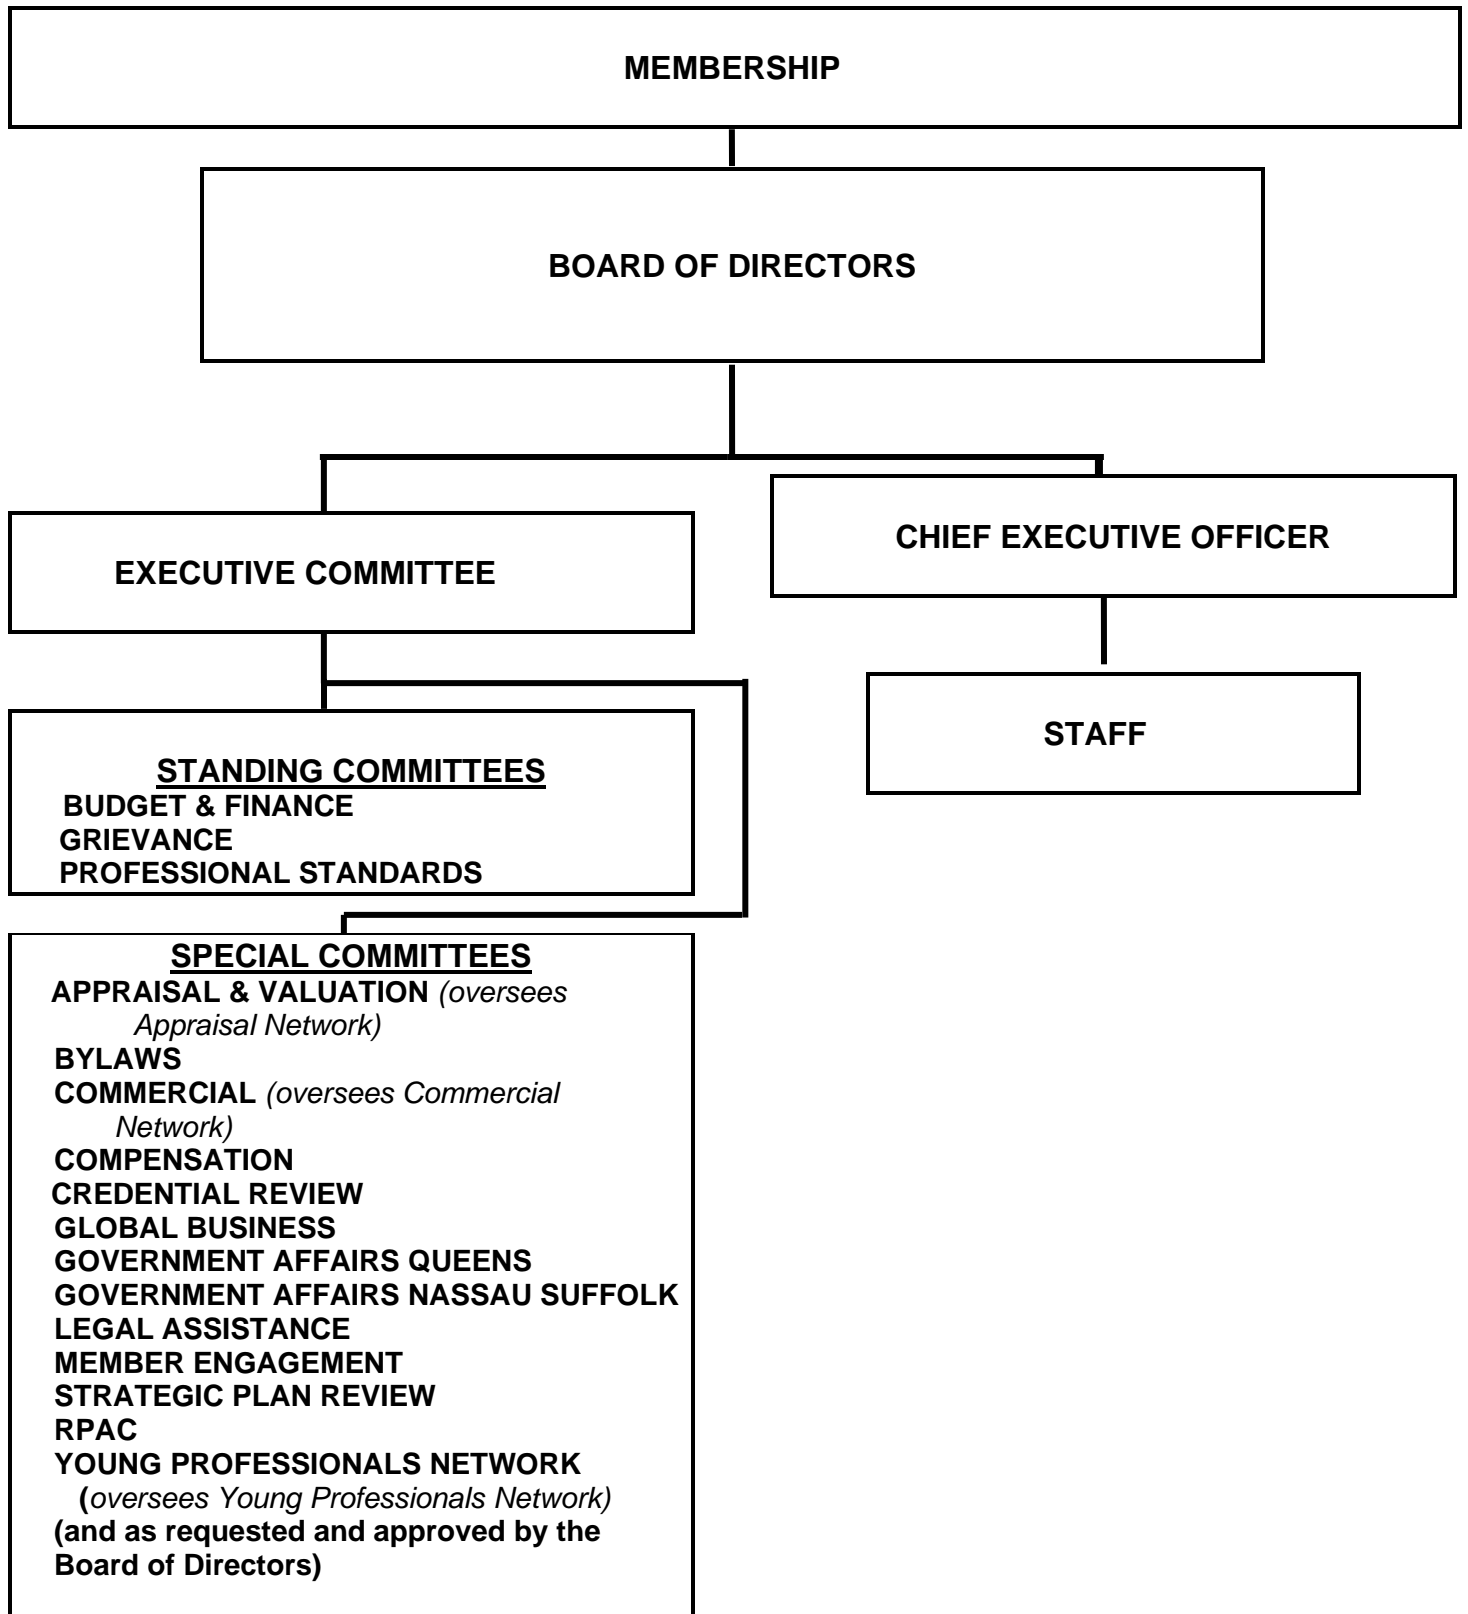 MEMBERSHIP
BOARD OF DIRECTORS
EXECUTIVE COMMITTEE
CHIEF EXECUTIVE OFFICER
STAFF
STANDING COMMITTEES
BUDGET & FINANCE
GRIEVANCE
PROFESSIONAL STANDARDS
SPECIAL COMMITTEES
APPRAISAL & VALUATION (oversees
Appraisal Network)
BYLAWS
COMMERCIAL (oversees Commercial
Network)
COMPENSATION
CREDENTIAL REVIEW
GLOBAL BUSINESS
GOVERNMENT AFFAIRS QUEENS
GOVERNMENT AFFAIRS NASSAU SUFFOLK
LEGAL ASSISTANCE
MEMBER ENGAGEMENT
STRATEGIC PLAN REVIEW
RPAC
YOUNG PROFESSIONALS NETWORK
(oversees Young Professionals Network)
(and as requested and approved by the
Board of Directors)